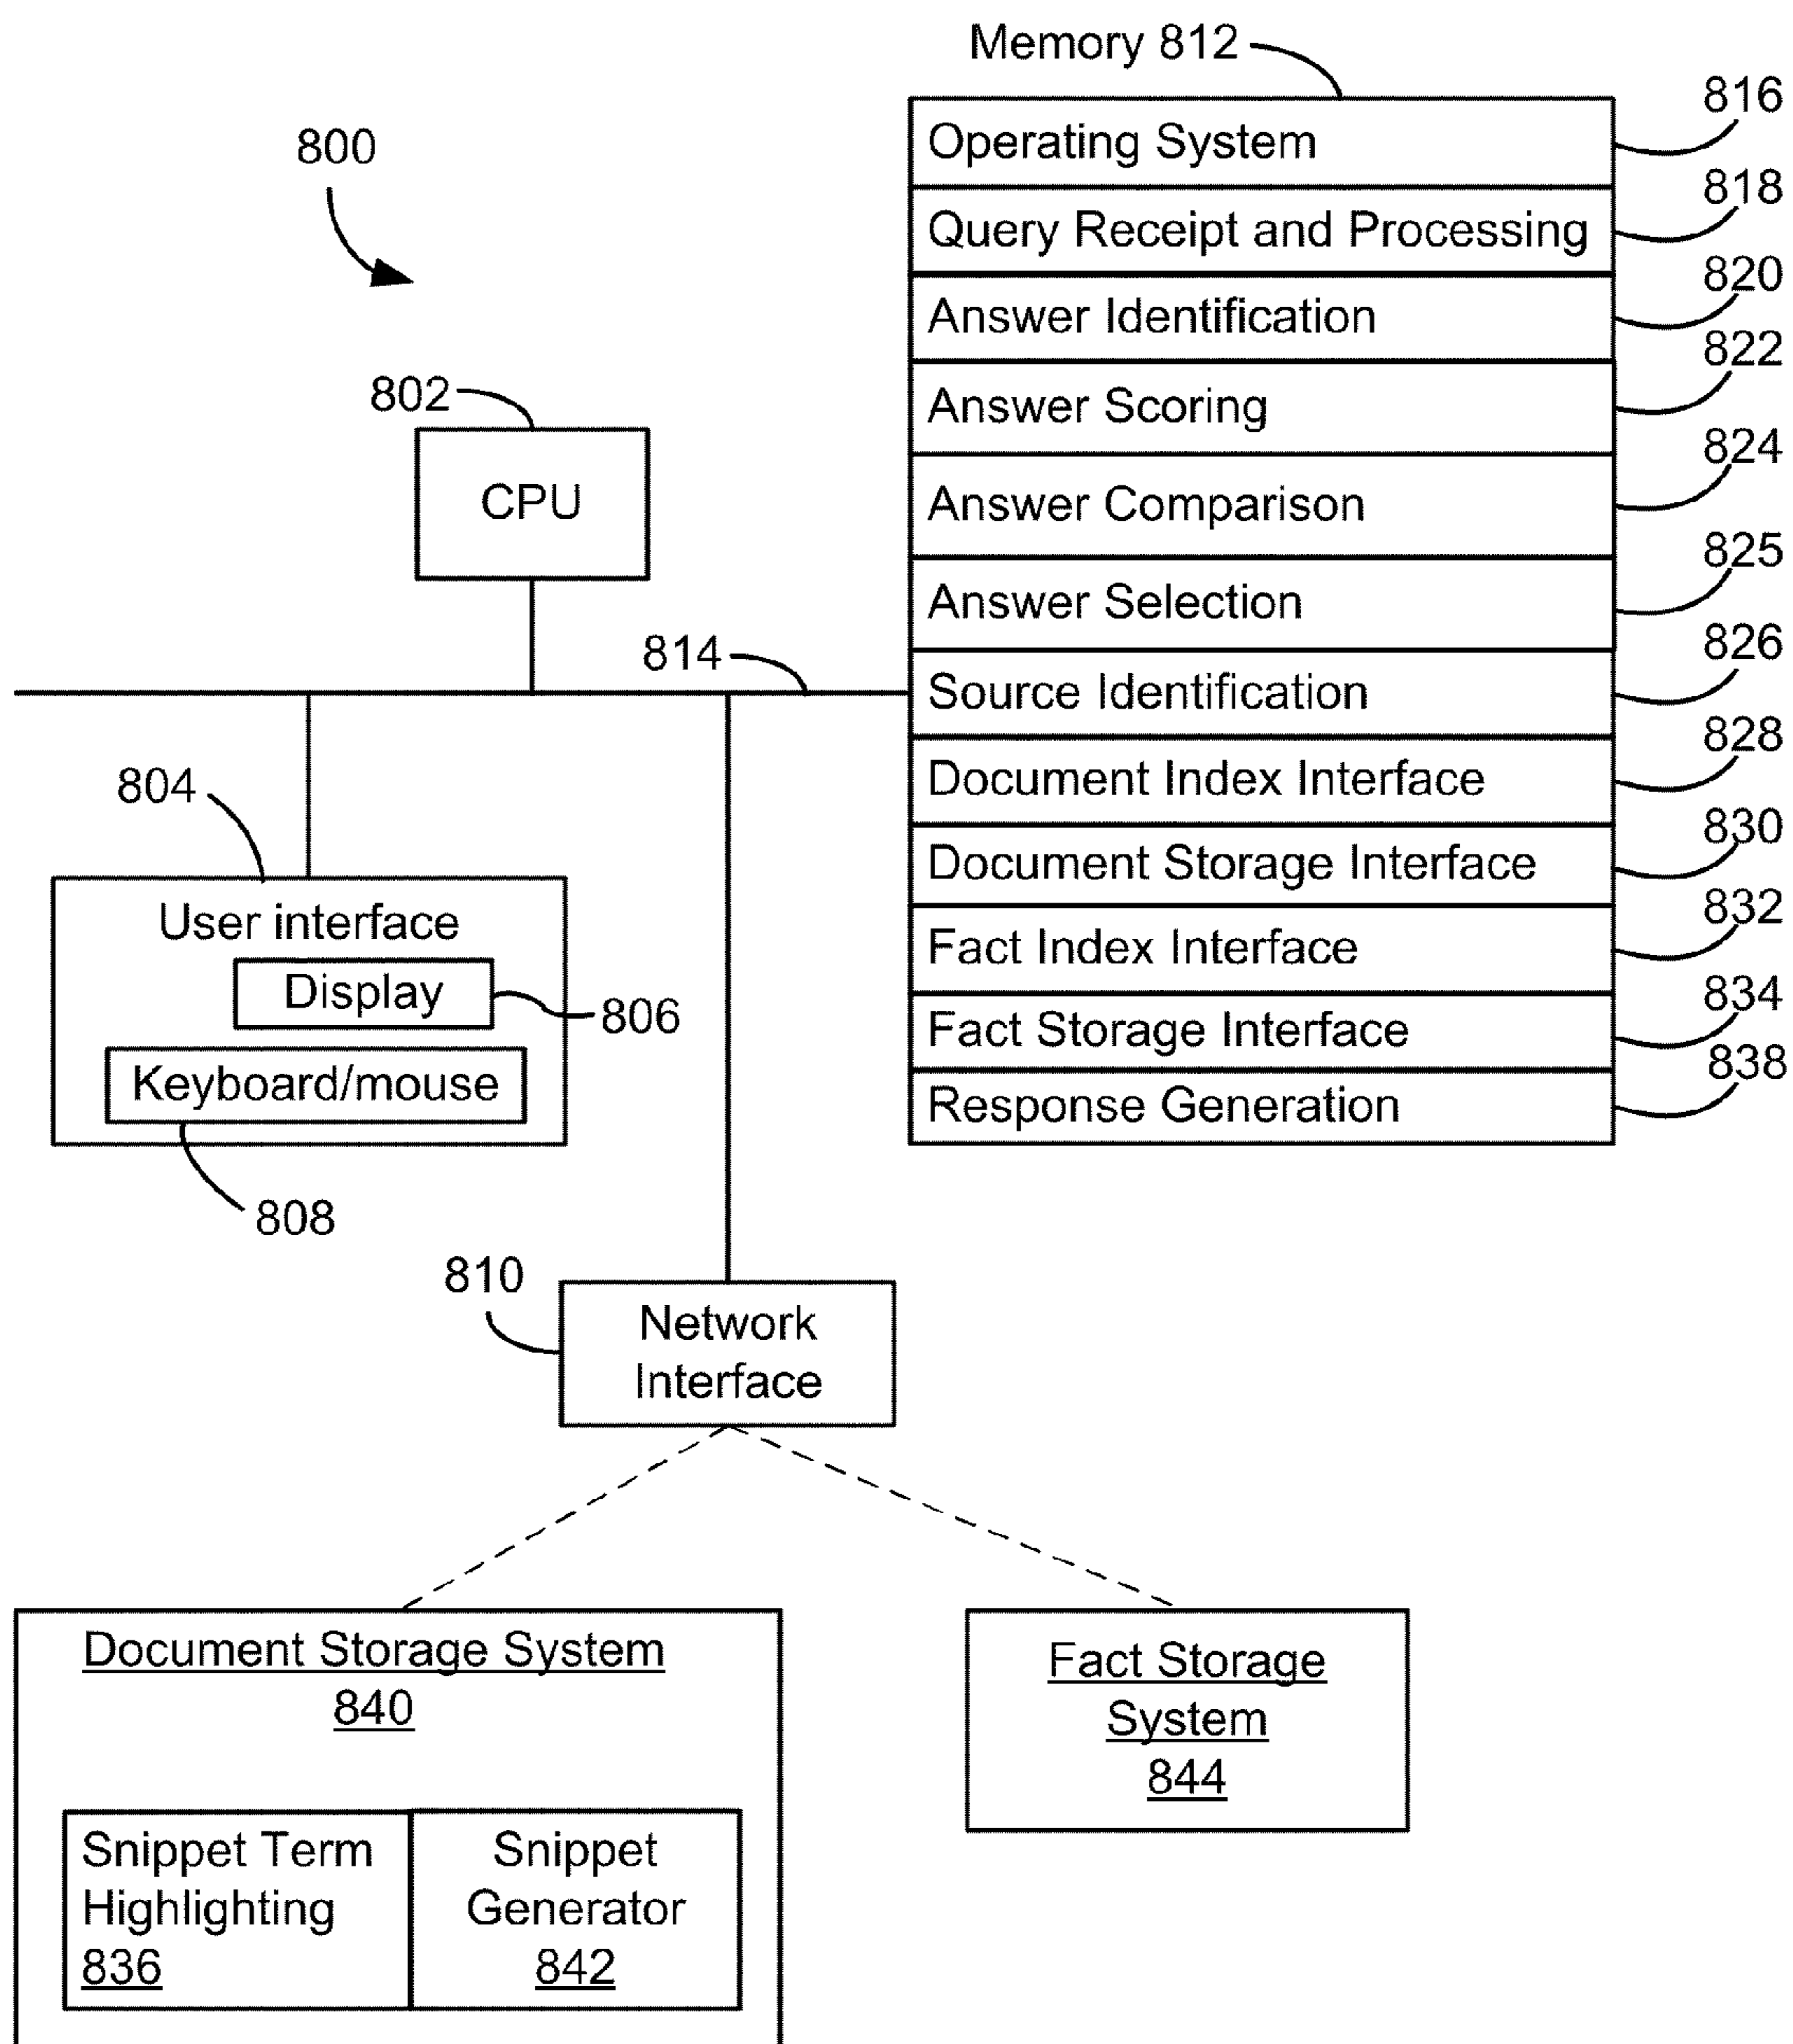 Memory 812
800
Operating System
816
Query Receipt and Processing
818
Answer Identification
820
Answer Scoring
822
Answer Comparison
824
Answer Selection
825
Source Identification
826
Document Index Interface
828
Document Storage Interface
830
Fact Index Interface
832
Fact Storage Interface
834
Response Generation
838
802
CPU
814
804
User interface
Display
806
Keyboard/mouse
808
810
Network
Interface
Document Storage System
840
Snippet Term
Highlighting
836
Snippet
Generator
842
Fact Storage
System
844